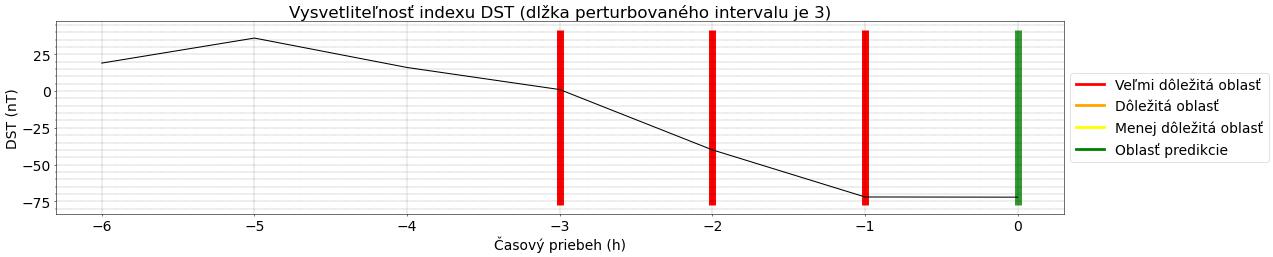 Vysvetliteľnosť indexu DST (dĺžka perturbovaného intervalu je 3)
DST (nT)
25
0
−25
−50
−75
−6
−5
−4
−3
−2
−1
0
Časový priebeh (h)
Veľmi dôležitá oblasť
Dôležitá oblasť
Menej dôležitá oblasť
Oblasť predikcie